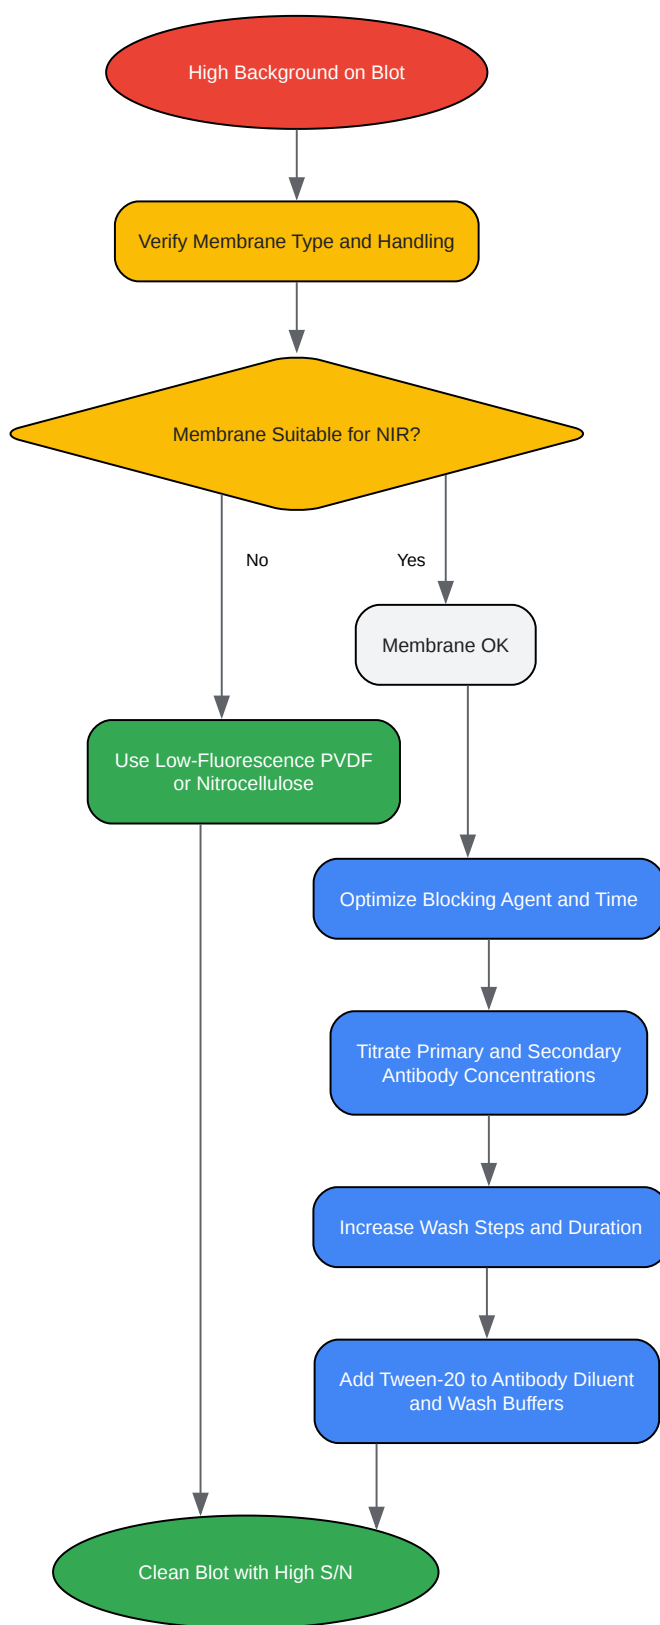 High Background on Blot
Verify Membrane Type and Handling
Membrane Suitable for NIR?
No
Yes
Membrane OK
Use Low-Fluorescence PVDF
or Nitrocellulose
Optimize Blocking Agent and Time
Titrate Primary and Secondary
Antibody Concentrations
Increase Wash Steps and Duration
Add Tween-20 to Antibody Diluent
and Wash Buffers
Clean Blot with High S/N